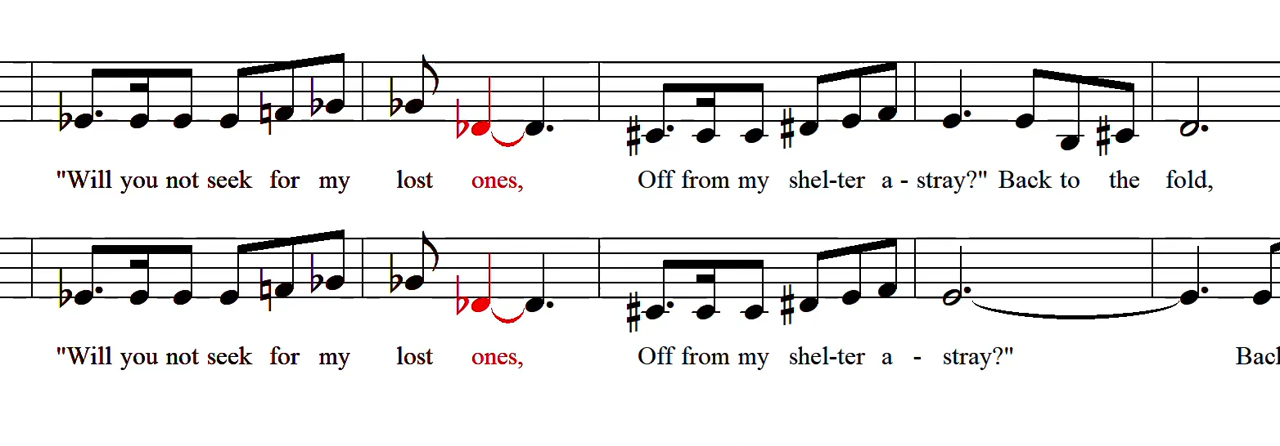 "Will you not seek for my lost ones, Off from my shel-ter a - stray?" Back to the fold,
"Will you not seek for my lost ones, Off from my shel-ter a - stray?"